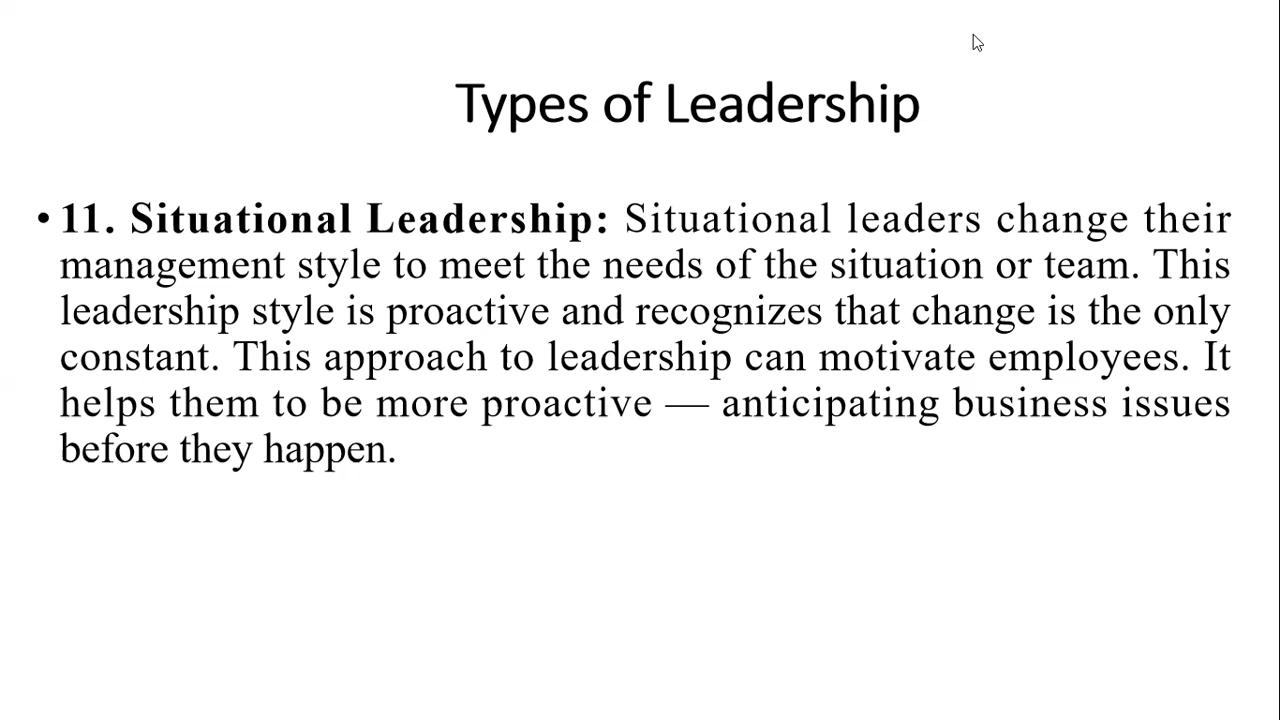 Types of Leadership
• 11. Situational Leadership: Situational leaders change their
management style to meet the needs of the situation or team. This
leadership style is proactive and recognizes that change is the only
constant. This approach to leadership can motivate employees. It
helps them to be more proactive — anticipating business issues
before they happen.